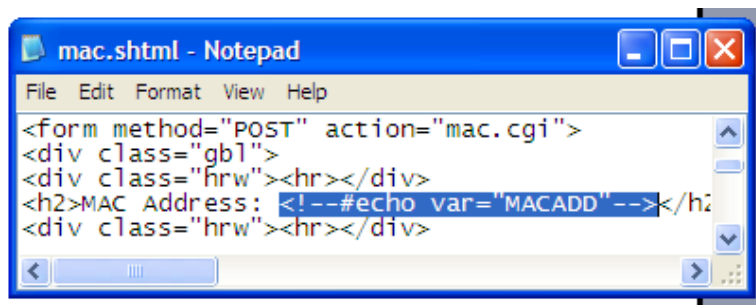 mac.shtml - Notepad
File Edit Format View Help
<form method="POST" action="mac.cgi">
<div class="gbl">
<div class="hrw"><hr></div>
<h2>MAC Address: <!--#echo var="MACADD"--></h2
<div class="hrw"><hr></div>